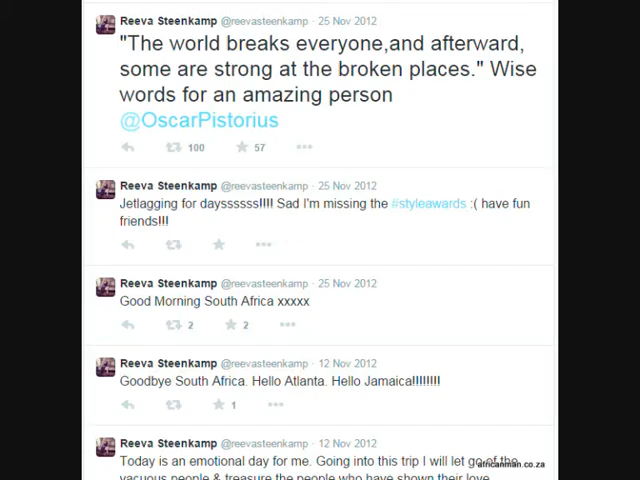 Reeva Steenkamp @reevasteenkamp · 25 Nov 2012
"The world breaks everyone,and afterward,
some are strong at the broken places." Wise
words for an amazing person
@OscarPistorius
100 57
Reeva Steenkamp @reevasteenkamp · 25 Nov 2012
Jetlagging for dayssssss!!!! Sad I'm missing the #styleawards :( have fun
friends!!!
Reeva Steenkamp @reevasteenkamp · 25 Nov 2012
Good Morning South Africa xxxxx
2 2
Reeva Steenkamp @reevasteenkamp · 12 Nov 2012
Goodbye South Africa. Hello Atlanta. Hello Jamaica!!!!!!!!
1
Reeva Steenkamp @reevasteenkamp · 12 Nov 2012
Today is an emotional day for me. Going into this trip I will let go of the
africanman.co.za
vacuous people & treasure the people who have shown their love